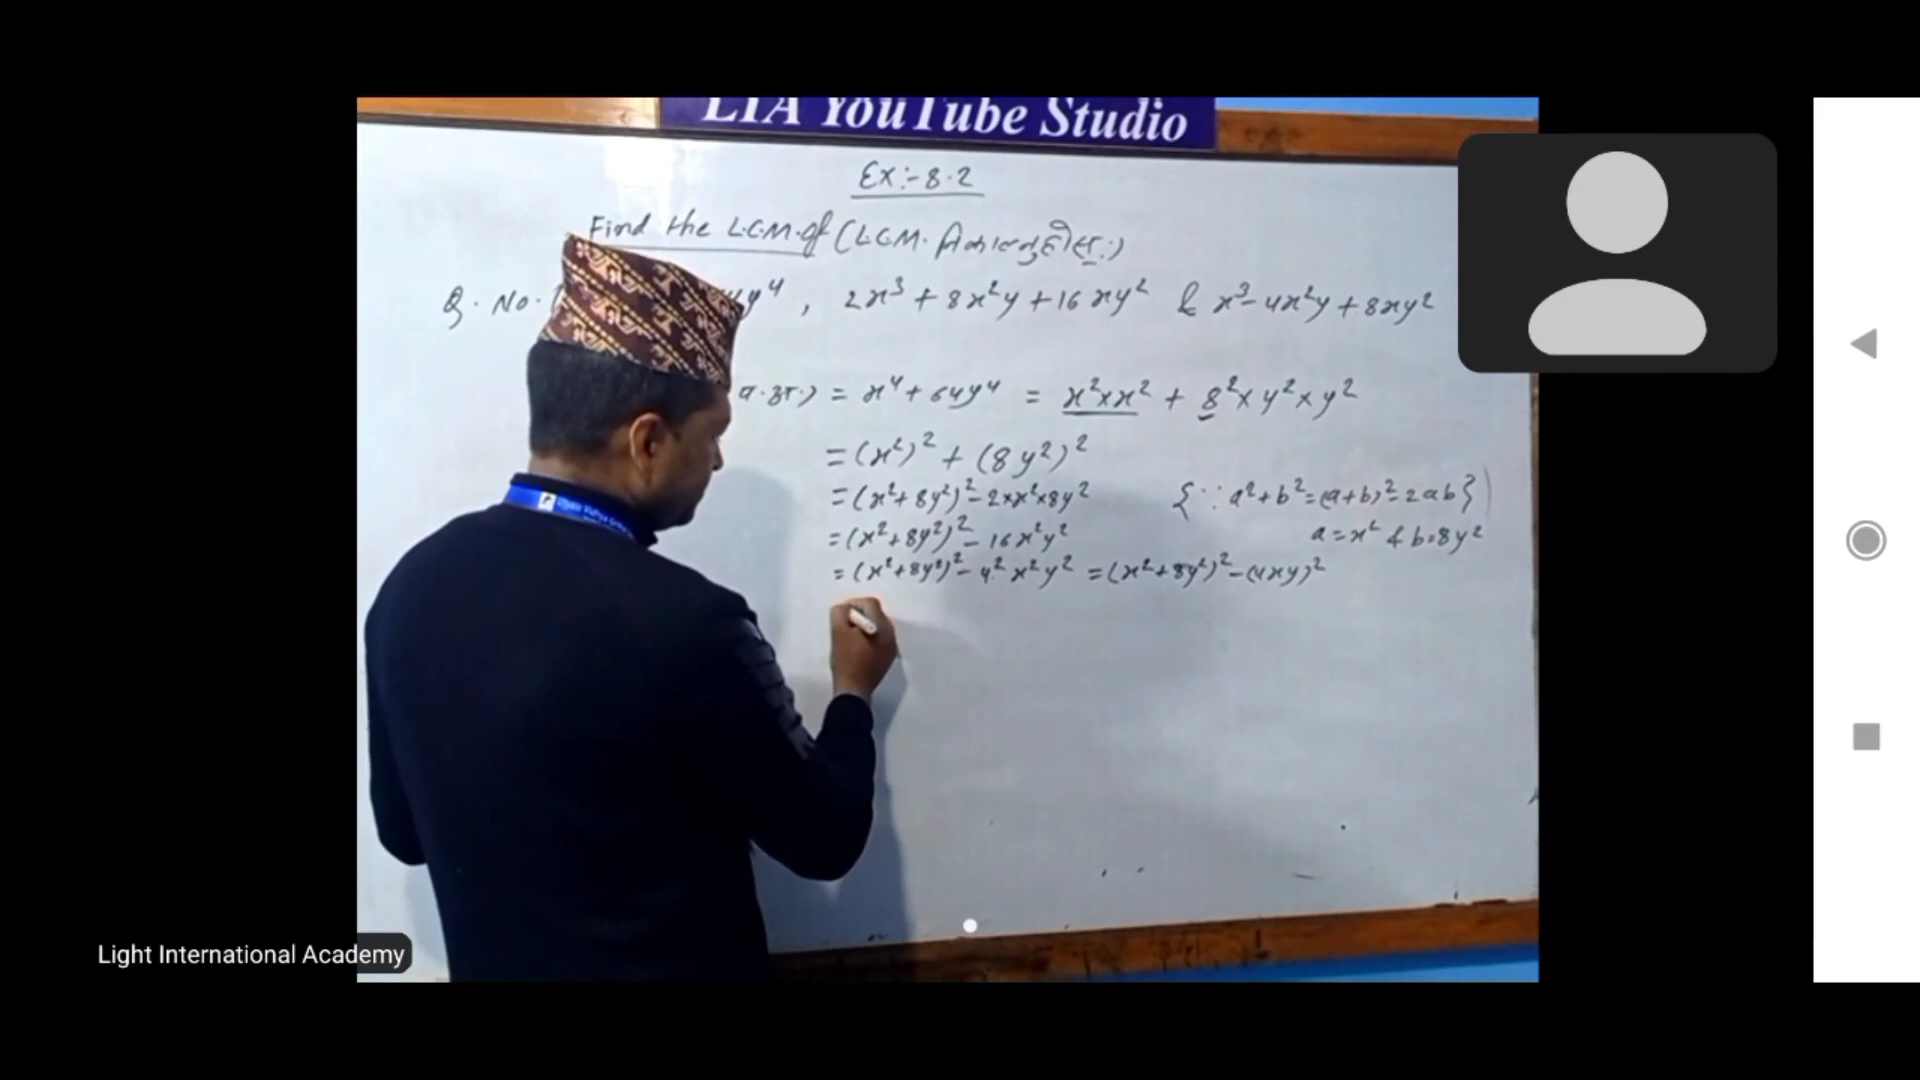 LIA YouTube Studio
Ex:- 8.2
Find the L.C.M. of (L.C.M.
Q. No. y⁴, 2x³ + 8x²y + 16xy² & x³ - 4x²y + 8xy²
= x⁴ + 64y⁴ = x²×x² + 8²×y²×y²
= (x²)² + (8y²)²
= (x² + 8y²)² - 2×x²×8y² {∵ a²+b² = (a+b)² - 2ab}
= (x² + 8y²)² - 16x²y² a = x² & b = 8y²
= (x² + 8y²)² - 4²x²y² = (x² + 8y²)² - (4xy)²
Light International Academy